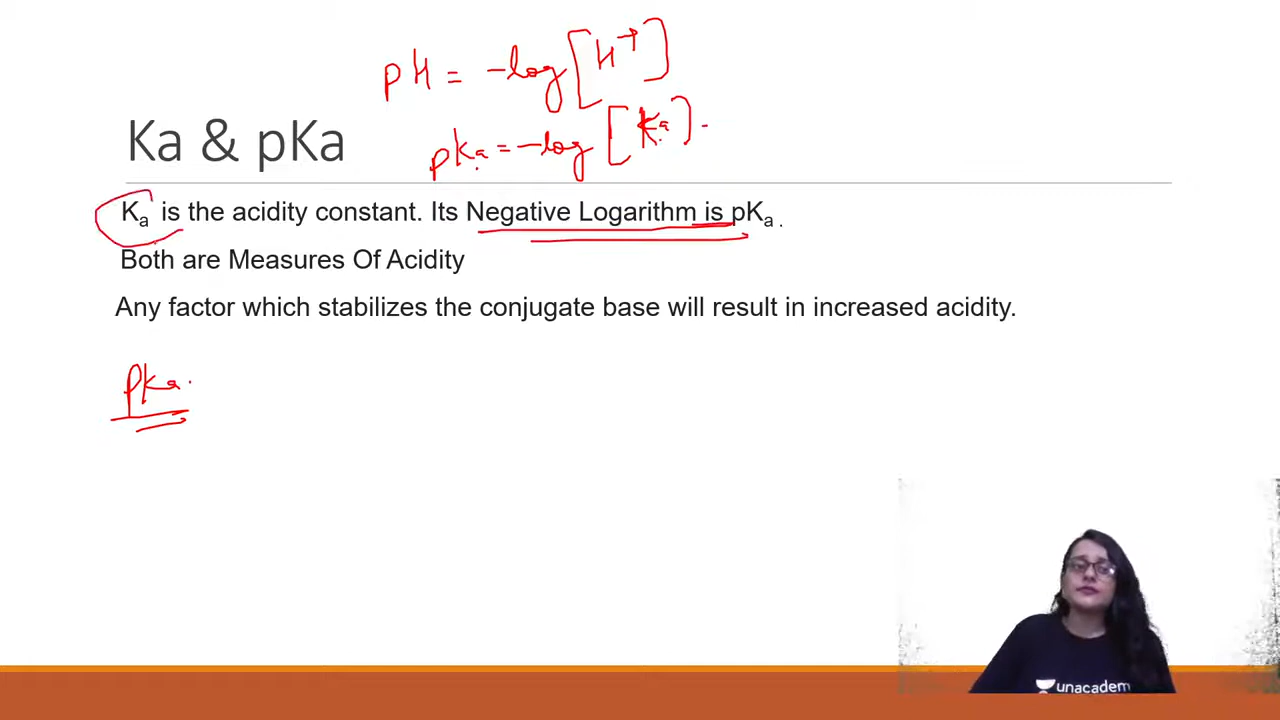 pH = -log [H+]
Ka & pKa
pKa = -log [Ka].
Ka is the acidity constant. Its Negative Logarithm is pKa .
Both are Measures Of Acidity
Any factor which stabilizes the conjugate base will result in increased acidity.
pKa.
unacadem